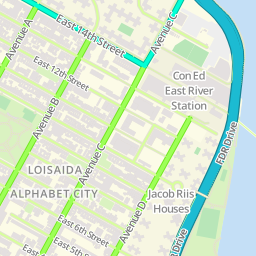 East 14th Street
Avenue C
Avenue A
East 12th Street
Con Ed
East River
Station
Avenue B
Avenue C
FDR Drive
LOISAIDA
ALPHABET CITY
Jacob Riis
Houses
Avenue D
East 6th Street
East 5th Street
FDR Drive